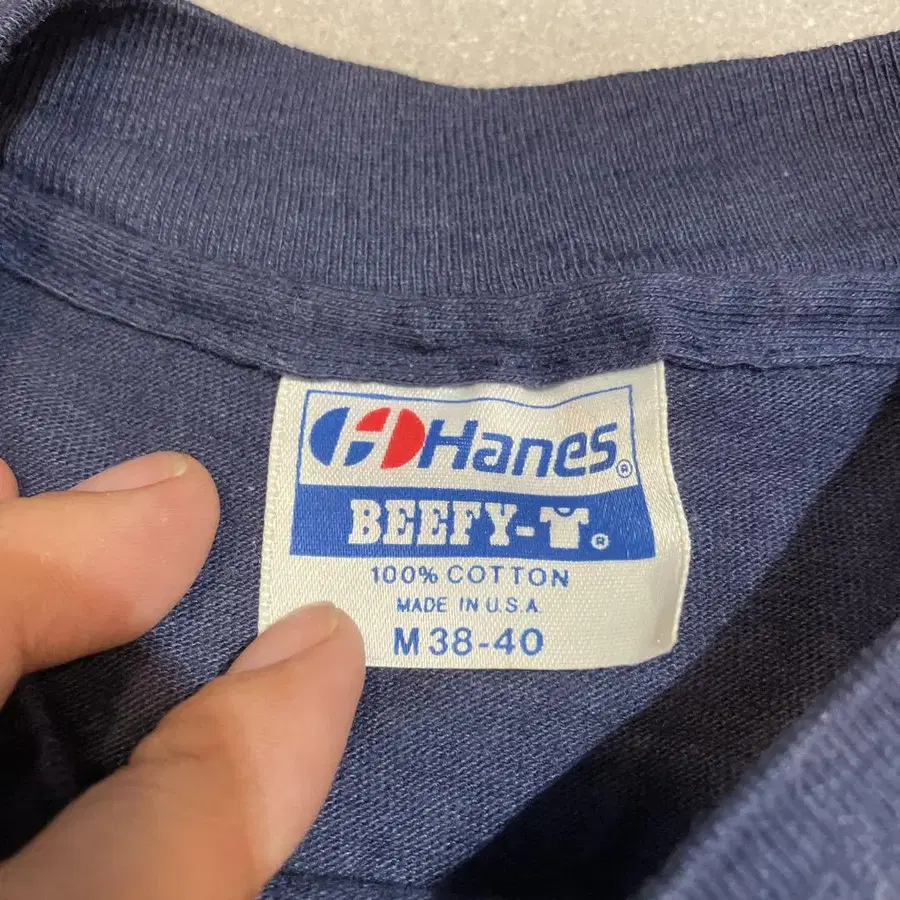 Hanes®
BEEFY-T®
100% COTTON
MADE IN U.S.A
M 38-40